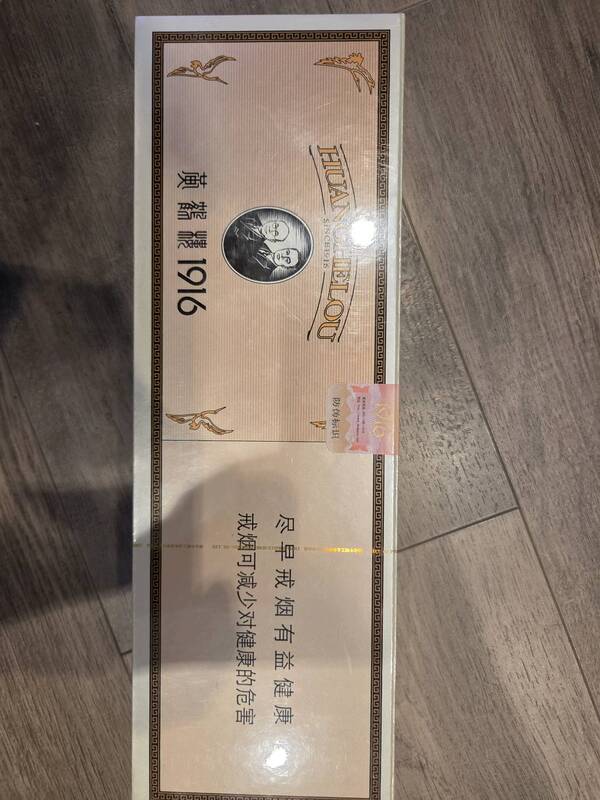 HUANGHELOU
SINCE1916
黄鹤楼1916
防伪标识
1916
尽早戒烟有益健康
戒烟可减少对健康的危害